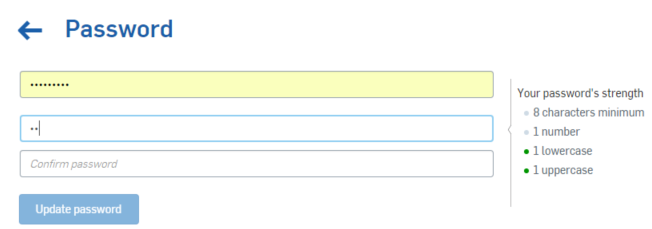 Password
•••••••••
••
Confirm password
Update password
Your password's strength
8 characters minimum
1 number
1 lowercase
1 uppercase